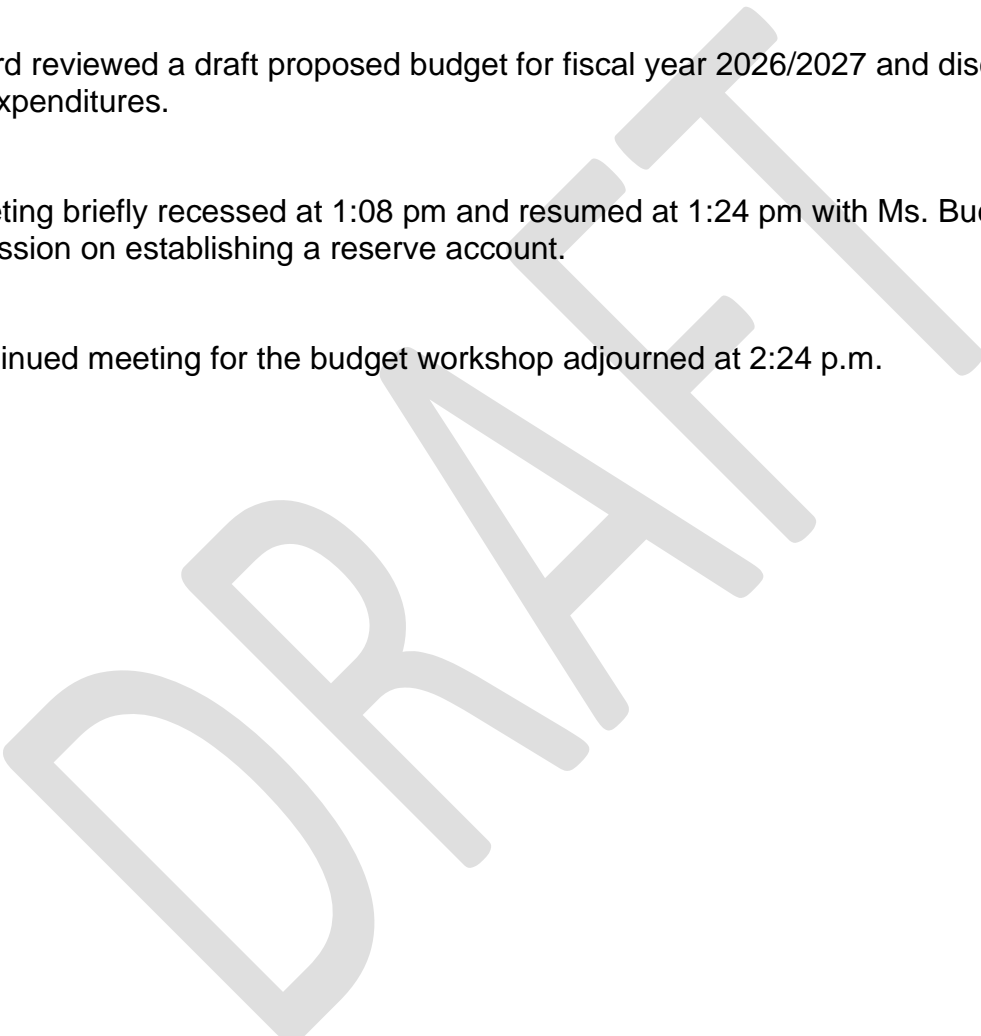 rd reviewed a draft proposed budget for fiscal year 2026/2027 and dis
xpenditures.
ting briefly recessed at 1:08 pm and resumed at 1:24 pm with Ms. Bu
ssion on establishing a reserve account.
inued meeting for the budget workshop adjourned at 2:24 p.m.
DRAFT